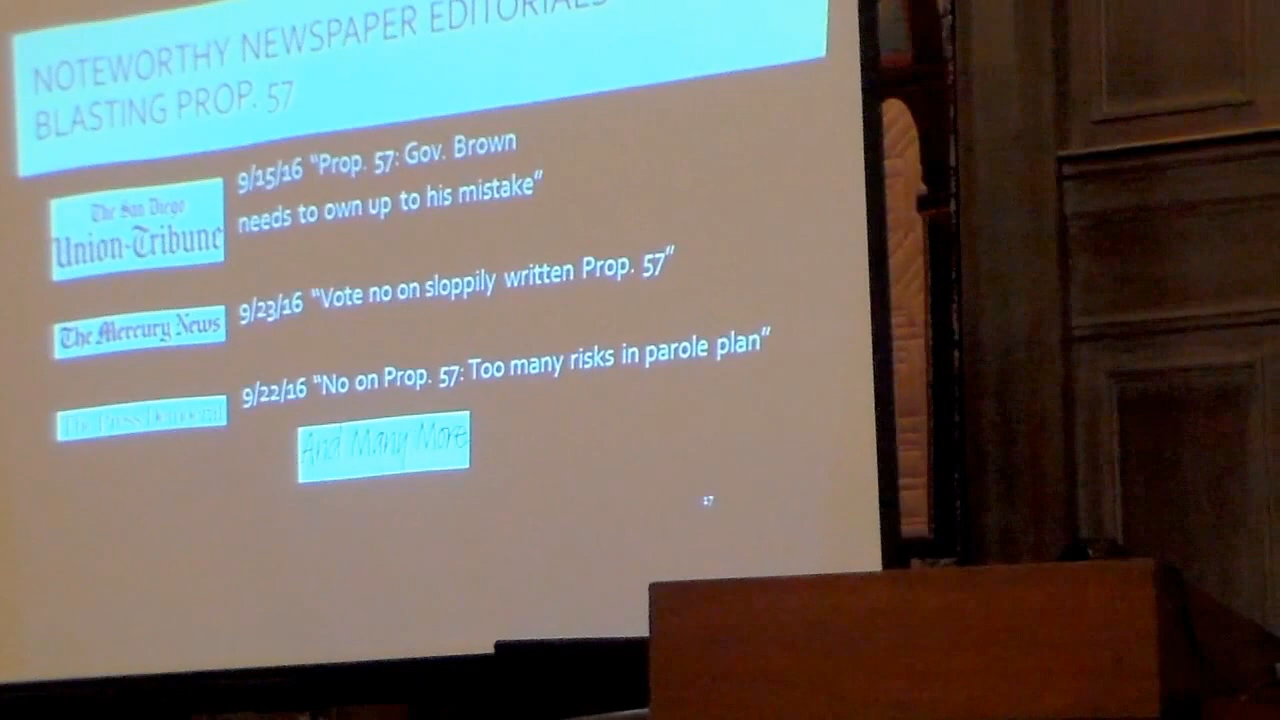 NOTEWORTHY NEWSPAPER EDITORIALS
BLASTING PROP. 57
The San Diego
Union-Tribune
9/15/16 "Prop. 57: Gov. Brown
needs to own up to his mistake"
The Mercury News
9/23/16 "Vote no on sloppily written Prop. 57"
The Press Democrat
9/22/16 "No on Prop. 57: Too many risks in parole plan"
And Many More
17